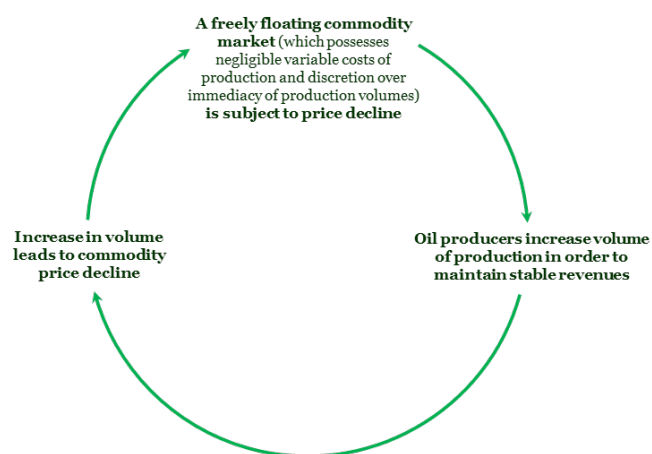 A freely floating commodity
market (which possesses
negligible variable costs of
production and discretion over
immediacy of production volumes)
is subject to price decline
Oil producers increase volume
of production in order to
maintain stable revenues
Increase in volume
leads to commodity
price decline